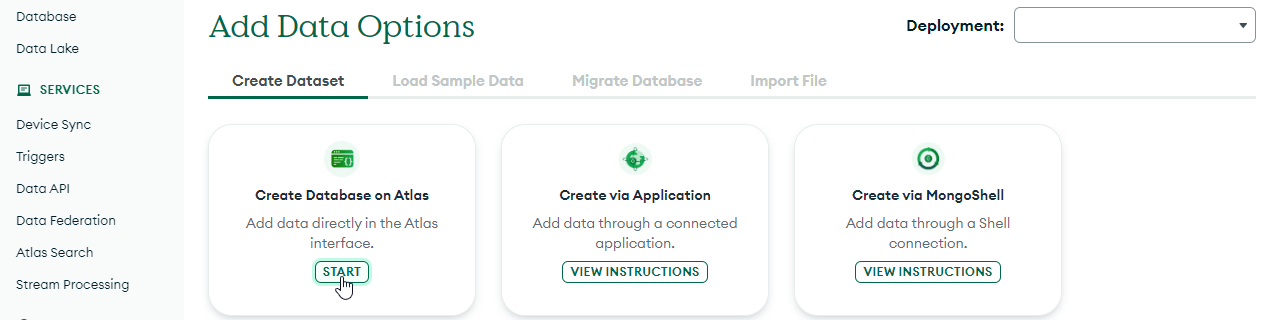 Database
Data Lake
SERVICES
Device Sync
Triggers
Data API
Data Federation
Atlas Search
Stream Processing
Add Data Options
Deployment:
Create Dataset
Load Sample Data
Migrate Database
Import File
Create Database on Atlas
Add data directly in the Atlas
interface.
START
Create via Application
Add data through a connected
application.
VIEW INSTRUCTIONS
Create via MongoShell
Add data through a Shell
connection.
VIEW INSTRUCTIONS